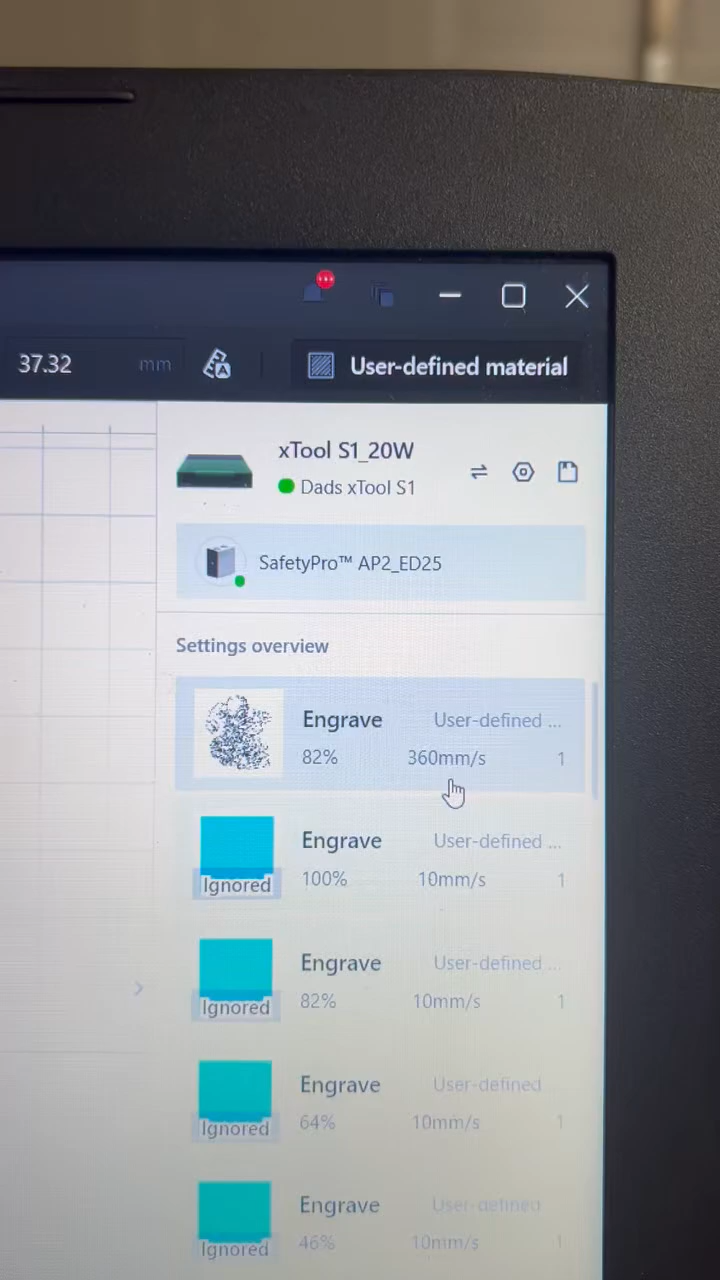 37.32 mm User-defined material
xTool S1_20W
Dads xTool S1
SafetyPro™ AP2_ED25
Settings overview
Engrave User-defined ...
82% 360mm/s 1
Engrave User-defined ...
Ignored 100% 10mm/s 1
Engrave User-defined ...
Ignored 82% 10mm/s 1
Engrave User-defined
Ignored 64% 10mm/s 1
Engrave User-defined
Ignored 46% 10mm/s 1